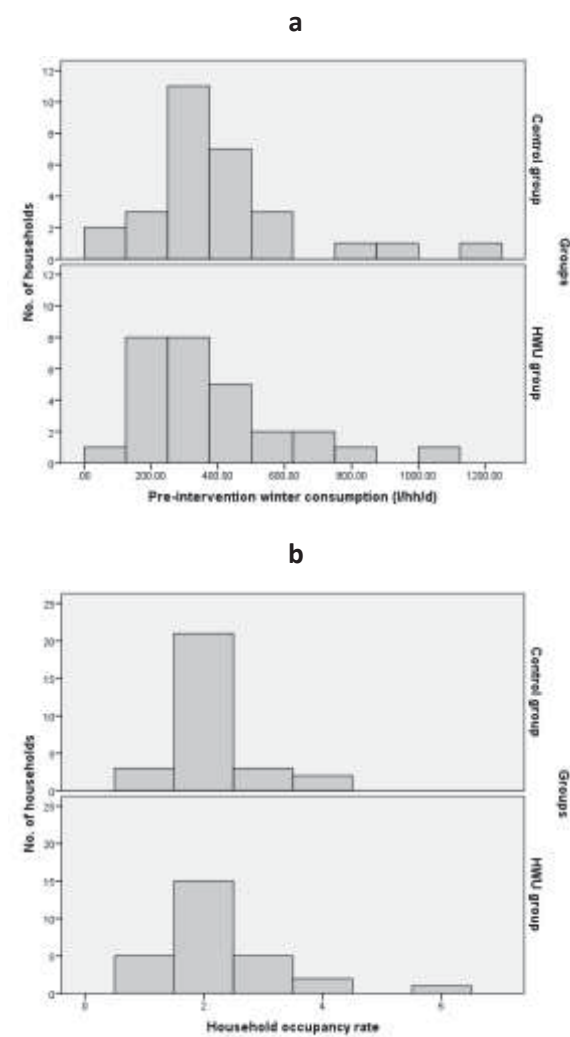 a
12
10
8
6
4
2
0
Control group
12
10
8
6
4
2
0
HWU group
No. of households
Groups
.00 200.00 400.00 600.00 800.00 1000.00 1200.00
Pre-intervention winter consumption (l/hh/d)
b
25
20
15
10
5
0
Control group
25
20
15
10
5
0
HWU group
No. of households
Groups
0 2 4 6
Household occupancy rate